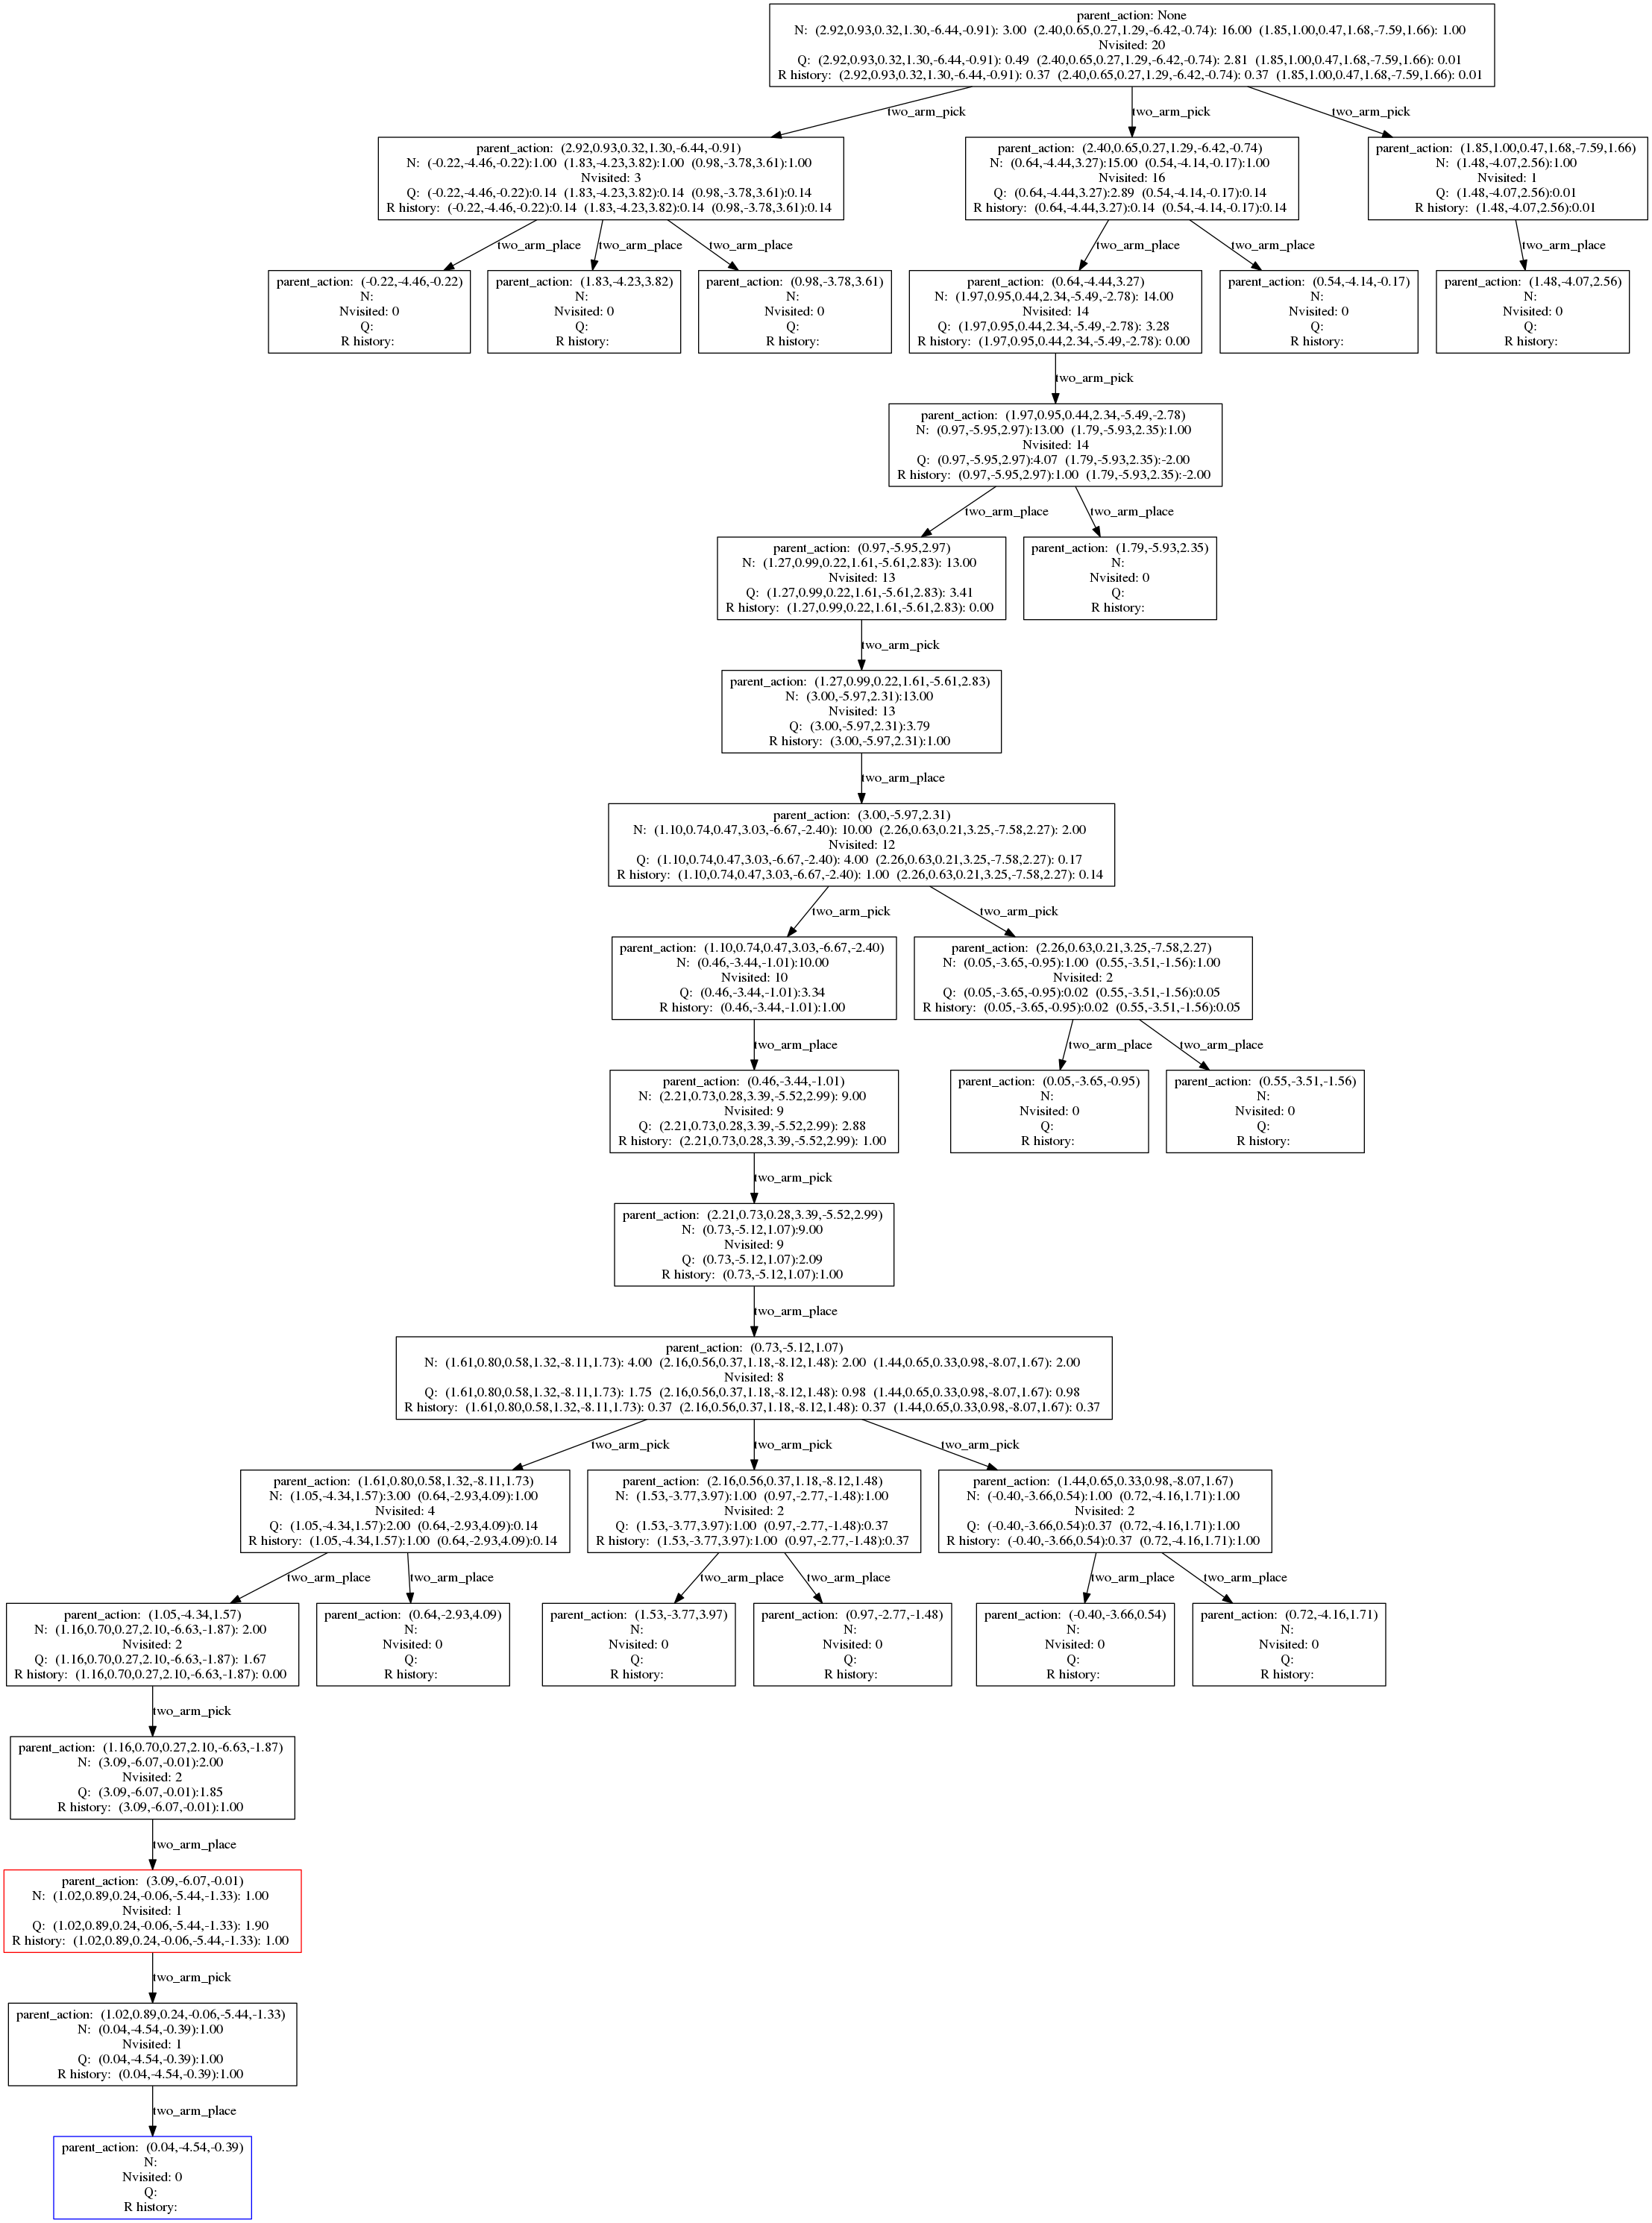 parent_action: None
N: (2.92,0.93,0.32,1.30,-6.44,-0.91): 3.00 (2.40,0.65,0.27,1.29,-6.42,-0.74): 16.00 (1.85,1.00,0.47,1.68,-7.59,1.66): 1.00
Nvisited: 20
Q: (2.92,0.93,0.32,1.30,-6.44,-0.91): 0.49 (2.40,0.65,0.27,1.29,-6.42,-0.74): 2.81 (1.85,1.00,0.47,1.68,-7.59,1.66): 0.01
R history: (2.92,0.93,0.32,1.30,-6.44,-0.91): 0.37 (2.40,0.65,0.27,1.29,-6.42,-0.74): 0.37 (1.85,1.00,0.47,1.68,-7.59,1.66): 0.01
two_arm_pick
two_arm_pick
two_arm_pick
parent_action: (2.92,0.93,0.32,1.30,-6.44,-0.91)
N: (-0.22,-4.46,-0.22):1.00 (1.83,-4.23,3.82):1.00 (0.98,-3.78,3.61):1.00
Nvisited: 3
Q: (-0.22,-4.46,-0.22):0.14 (1.83,-4.23,3.82):0.14 (0.98,-3.78,3.61):0.14
R history: (-0.22,-4.46,-0.22):0.14 (1.83,-4.23,3.82):0.14 (0.98,-3.78,3.61):0.14
parent_action: (2.40,0.65,0.27,1.29,-6.42,-0.74)
N: (0.64,-4.44,3.27):15.00 (0.54,-4.14,-0.17):1.00
Nvisited: 16
Q: (0.64,-4.44,3.27):2.89 (0.54,-4.14,-0.17):0.14
R history: (0.64,-4.44,3.27):0.14 (0.54,-4.14,-0.17):0.14
parent_action: (1.85,1.00,0.47,1.68,-7.59,1.66)
N: (1.48,-4.07,2.56):1.00
Nvisited: 1
Q: (1.48,-4.07,2.56):0.01
R history: (1.48,-4.07,2.56):0.01
two_arm_place
two_arm_place
two_arm_place
two_arm_place
two_arm_place
two_arm_place
parent_action: (-0.22,-4.46,-0.22)
N:
Nvisited: 0
Q:
R history:
parent_action: (1.83,-4.23,3.82)
N:
Nvisited: 0
Q:
R history:
parent_action: (0.98,-3.78,3.61)
N:
Nvisited: 0
Q:
R history:
parent_action: (0.64,-4.44,3.27)
N: (1.97,0.95,0.44,2.34,-5.49,-2.78): 14.00
Nvisited: 14
Q: (1.97,0.95,0.44,2.34,-5.49,-2.78): 3.28
R history: (1.97,0.95,0.44,2.34,-5.49,-2.78): 0.00
parent_action: (0.54,-4.14,-0.17)
N:
Nvisited: 0
Q:
R history:
parent_action: (1.48,-4.07,2.56)
N:
Nvisited: 0
Q:
R history:
two_arm_pick
parent_action: (1.97,0.95,0.44,2.34,-5.49,-2.78)
N: (0.97,-5.95,2.97):13.00 (1.79,-5.93,2.35):1.00
Nvisited: 14
Q: (0.97,-5.95,2.97):4.07 (1.79,-5.93,2.35):-2.00
R history: (0.97,-5.95,2.97):1.00 (1.79,-5.93,2.35):-2.00
two_arm_place
two_arm_place
parent_action: (0.97,-5.95,2.97)
N: (1.27,0.99,0.22,1.61,-5.61,2.83): 13.00
Nvisited: 13
Q: (1.27,0.99,0.22,1.61,-5.61,2.83): 3.41
R history: (1.27,0.99,0.22,1.61,-5.61,2.83): 0.00
parent_action: (1.79,-5.93,2.35)
N:
Nvisited: 0
Q:
R history:
two_arm_pick
parent_action: (1.27,0.99,0.22,1.61,-5.61,2.83)
N: (3.00,-5.97,2.31):13.00
Nvisited: 13
Q: (3.00,-5.97,2.31):3.79
R history: (3.00,-5.97,2.31):1.00
two_arm_place
parent_action: (3.00,-5.97,2.31)
N: (1.10,0.74,0.47,3.03,-6.67,-2.40): 10.00 (2.26,0.63,0.21,3.25,-7.58,2.27): 2.00
Nvisited: 12
Q: (1.10,0.74,0.47,3.03,-6.67,-2.40): 4.00 (2.26,0.63,0.21,3.25,-7.58,2.27): 0.17
R history: (1.10,0.74,0.47,3.03,-6.67,-2.40): 1.00 (2.26,0.63,0.21,3.25,-7.58,2.27): 0.14
two_arm_pick
two_arm_pick
parent_action: (1.10,0.74,0.47,3.03,-6.67,-2.40)
N: (0.46,-3.44,-1.01):10.00
Nvisited: 10
Q: (0.46,-3.44,-1.01):3.34
R history: (0.46,-3.44,-1.01):1.00
parent_action: (2.26,0.63,0.21,3.25,-7.58,2.27)
N: (0.05,-3.65,-0.95):1.00 (0.55,-3.51,-1.56):1.00
Nvisited: 2
Q: (0.05,-3.65,-0.95):0.02 (0.55,-3.51,-1.56):0.05
R history: (0.05,-3.65,-0.95):0.02 (0.55,-3.51,-1.56):0.05
two_arm_place
two_arm_place
two_arm_place
parent_action: (0.46,-3.44,-1.01)
N: (2.21,0.73,0.28,3.39,-5.52,2.99): 9.00
Nvisited: 9
Q: (2.21,0.73,0.28,3.39,-5.52,2.99): 2.88
R history: (2.21,0.73,0.28,3.39,-5.52,2.99): 1.00
parent_action: (0.05,-3.65,-0.95)
N:
Nvisited: 0
Q:
R history:
parent_action: (0.55,-3.51,-1.56)
N:
Nvisited: 0
Q:
R history:
two_arm_pick
parent_action: (2.21,0.73,0.28,3.39,-5.52,2.99)
N: (0.73,-5.12,1.07):9.00
Nvisited: 9
Q: (0.73,-5.12,1.07):2.09
R history: (0.73,-5.12,1.07):1.00
two_arm_place
parent_action: (0.73,-5.12,1.07)
N: (1.61,0.80,0.58,1.32,-8.11,1.73): 4.00 (2.16,0.56,0.37,1.18,-8.12,1.48): 2.00 (1.44,0.65,0.33,0.98,-8.07,1.67): 2.00
Nvisited: 8
Q: (1.61,0.80,0.58,1.32,-8.11,1.73): 1.75 (2.16,0.56,0.37,1.18,-8.12,1.48): 0.98 (1.44,0.65,0.33,0.98,-8.07,1.67): 0.98
R history: (1.61,0.80,0.58,1.32,-8.11,1.73): 0.37 (2.16,0.56,0.37,1.18,-8.12,1.48): 0.37 (1.44,0.65,0.33,0.98,-8.07,1.67): 0.37
two_arm_pick
two_arm_pick
two_arm_pick
parent_action: (1.61,0.80,0.58,1.32,-8.11,1.73)
N: (1.05,-4.34,1.57):3.00 (0.64,-2.93,4.09):1.00
Nvisited: 4
Q: (1.05,-4.34,1.57):2.00 (0.64,-2.93,4.09):0.14
R history: (1.05,-4.34,1.57):1.00 (0.64,-2.93,4.09):0.14
parent_action: (2.16,0.56,0.37,1.18,-8.12,1.48)
N: (1.53,-3.77,3.97):1.00 (0.97,-2.77,-1.48):1.00
Nvisited: 2
Q: (1.53,-3.77,3.97):1.00 (0.97,-2.77,-1.48):0.37
R history: (1.53,-3.77,3.97):1.00 (0.97,-2.77,-1.48):0.37
parent_action: (1.44,0.65,0.33,0.98,-8.07,1.67)
N: (-0.40,-3.66,0.54):1.00 (0.72,-4.16,1.71):1.00
Nvisited: 2
Q: (-0.40,-3.66,0.54):0.37 (0.72,-4.16,1.71):1.00
R history: (-0.40,-3.66,0.54):0.37 (0.72,-4.16,1.71):1.00
two_arm_place
two_arm_place
two_arm_place
two_arm_place
two_arm_place
two_arm_place
parent_action: (1.05,-4.34,1.57)
N: (1.16,0.70,0.27,2.10,-6.63,-1.87): 2.00
Nvisited: 2
Q: (1.16,0.70,0.27,2.10,-6.63,-1.87): 1.67
R history: (1.16,0.70,0.27,2.10,-6.63,-1.87): 0.00
parent_action: (0.64,-2.93,4.09)
N:
Nvisited: 0
Q:
R history:
parent_action: (1.53,-3.77,3.97)
N:
Nvisited: 0
Q:
R history:
parent_action: (0.97,-2.77,-1.48)
N:
Nvisited: 0
Q:
R history:
parent_action: (-0.40,-3.66,0.54)
N:
Nvisited: 0
Q:
R history:
parent_action: (0.72,-4.16,1.71)
N:
Nvisited: 0
Q:
R history:
two_arm_pick
parent_action: (1.16,0.70,0.27,2.10,-6.63,-1.87)
N: (3.09,-6.07,-0.01):2.00
Nvisited: 2
Q: (3.09,-6.07,-0.01):1.85
R history: (3.09,-6.07,-0.01):1.00
two_arm_place
parent_action: (3.09,-6.07,-0.01)
N: (1.02,0.89,0.24,-0.06,-5.44,-1.33): 1.00
Nvisited: 1
Q: (1.02,0.89,0.24,-0.06,-5.44,-1.33): 1.90
R history: (1.02,0.89,0.24,-0.06,-5.44,-1.33): 1.00
two_arm_pick
parent_action: (1.02,0.89,0.24,-0.06,-5.44,-1.33)
N: (0.04,-4.54,-0.39):1.00
Nvisited: 1
Q: (0.04,-4.54,-0.39):1.00
R history: (0.04,-4.54,-0.39):1.00
two_arm_place
parent_action: (0.04,-4.54,-0.39)
N:
Nvisited: 0
Q:
R history: